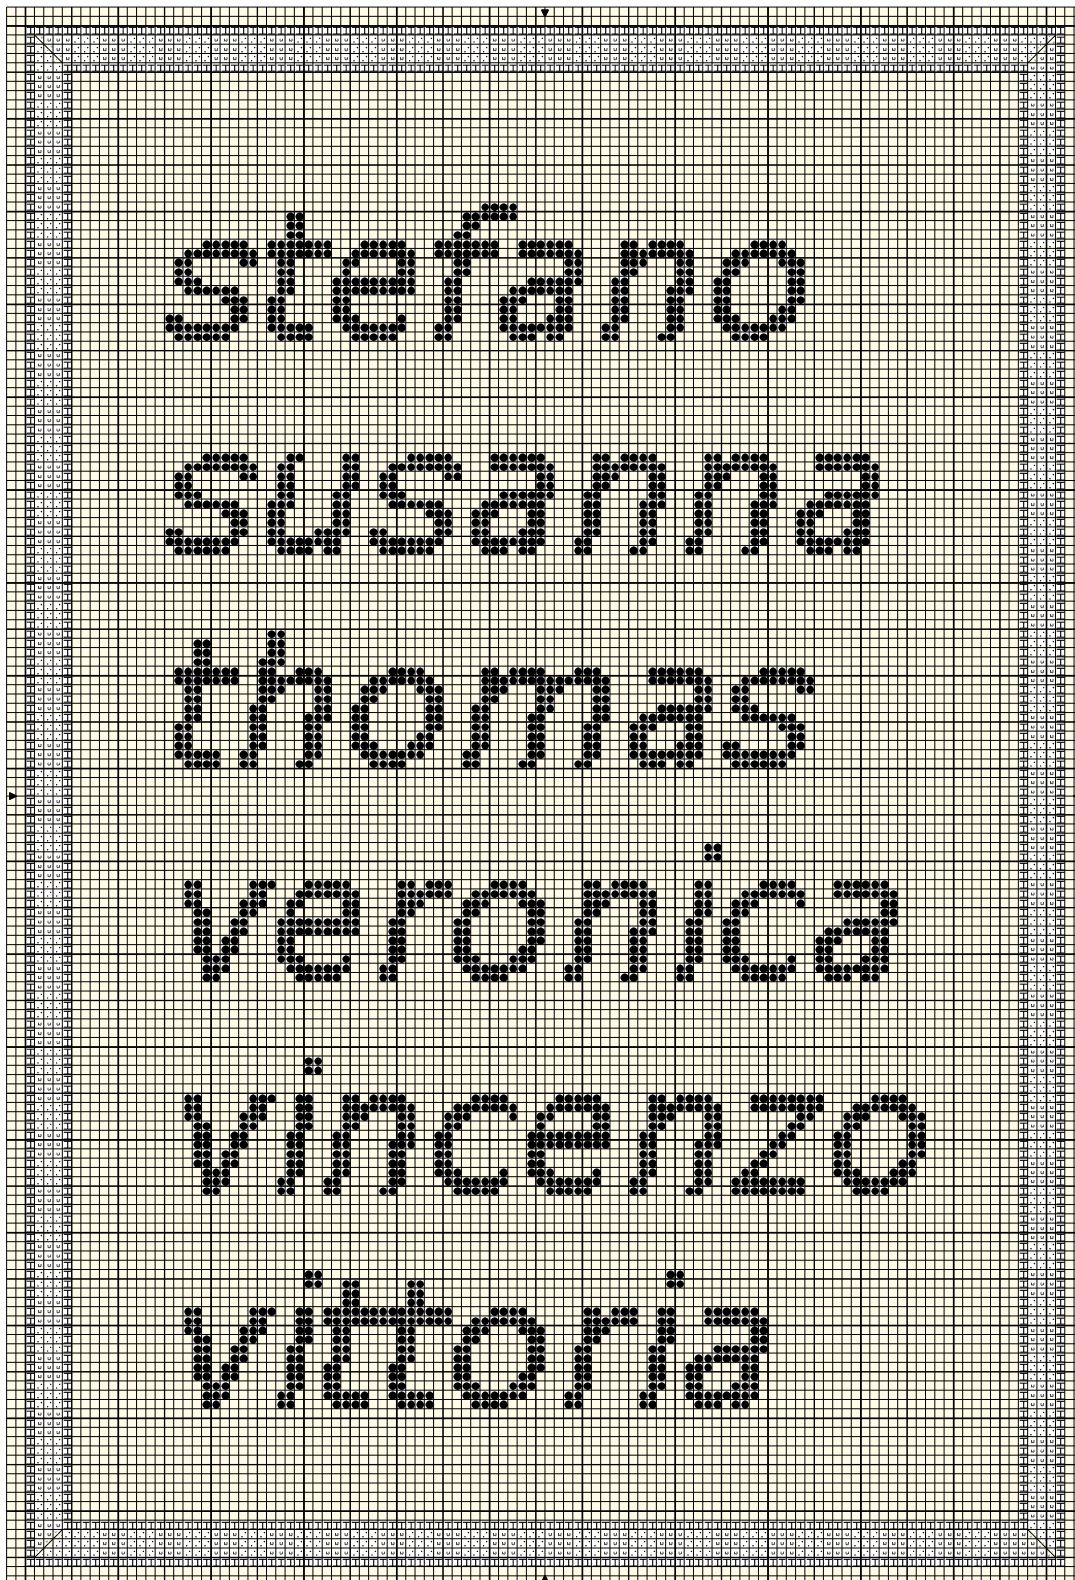 stefano
susanna
thomas
veronica
vincenzo
vittoria